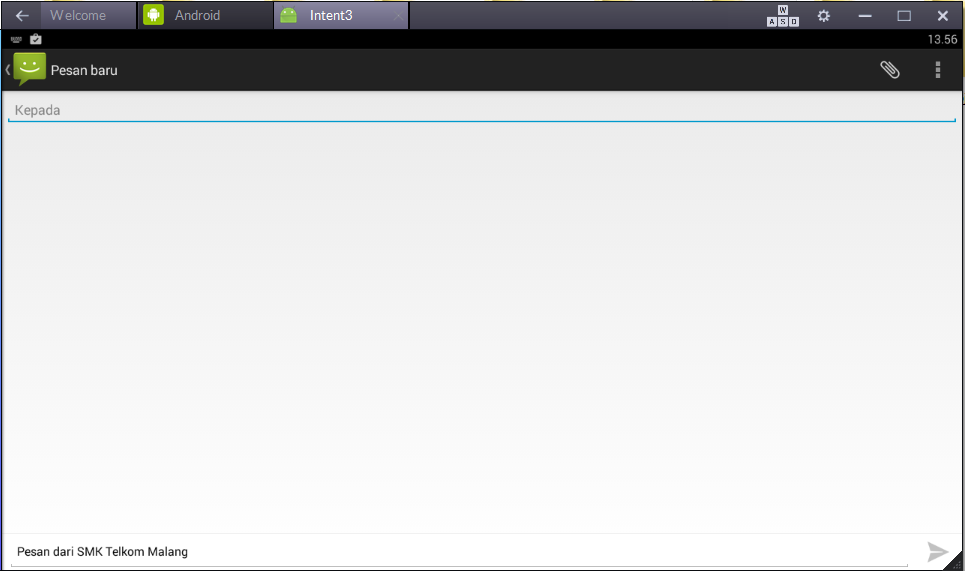 Welcome
Android
Intent3
W
A S D
13.56
Pesan baru
Kepada
Pesan dari SMK Telkom Malang